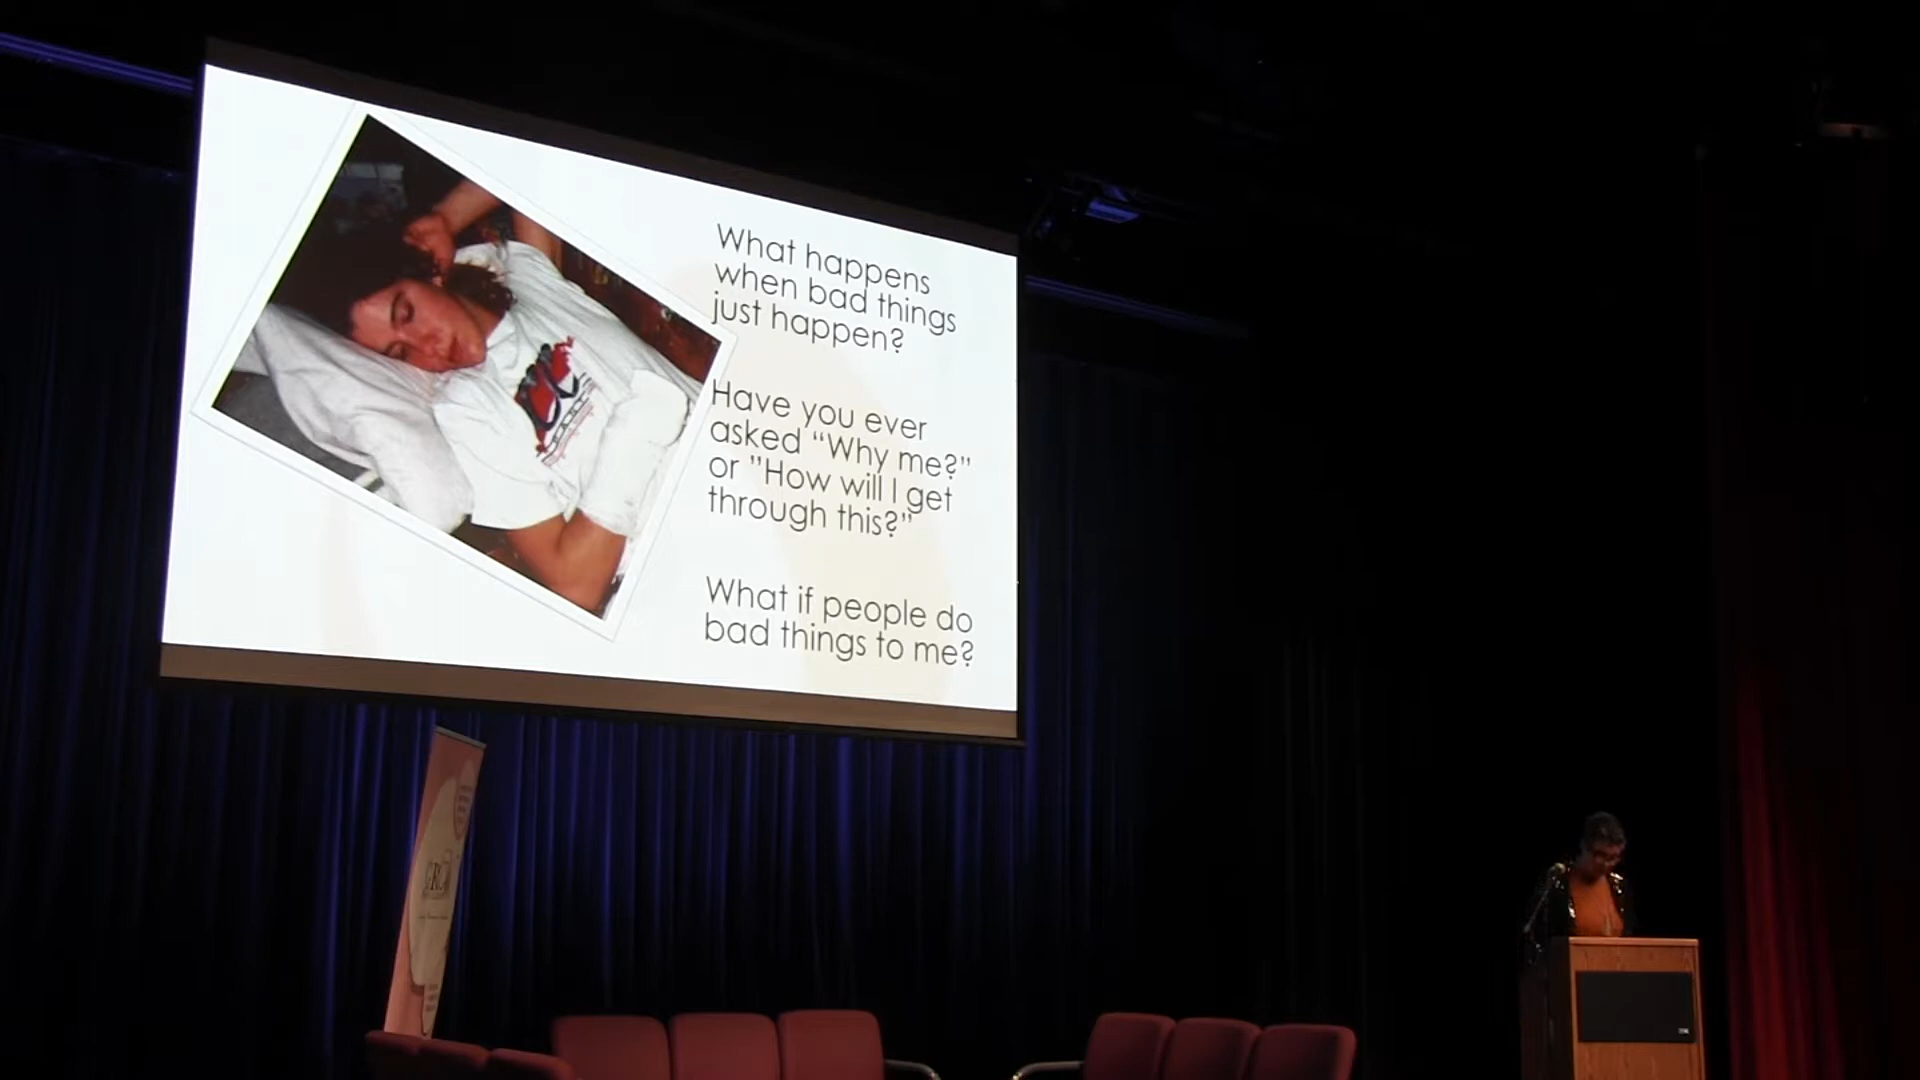 What happens
when bad things
just happen?
Have you ever
asked “Why me?”
or ”How will I get
through this?”
What if people do
bad things to me?